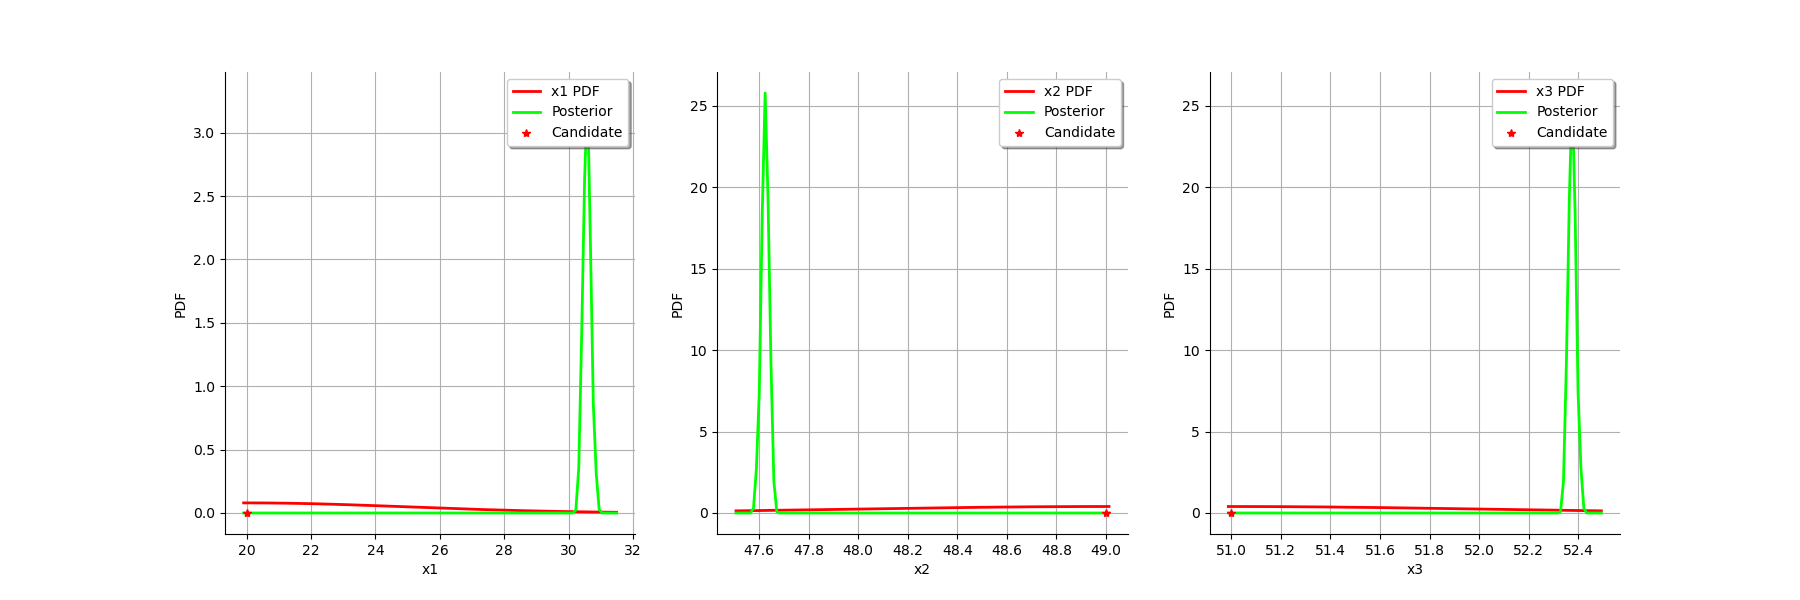 x1 PDF
Posterior
Candidate
PDF
3.0
2.5
2.0
1.5
1.0
0.5
0.0
20 22 24 26 28 30 32
x1
x2 PDF
Posterior
Candidate
PDF
25
20
15
10
5
0
47.6 47.8 48.0 48.2 48.4 48.6 48.8 49.0
x2
x3 PDF
Posterior
Candidate
PDF
25
20
15
10
5
0
51.0 51.2 51.4 51.6 51.8 52.0 52.2 52.4
x3